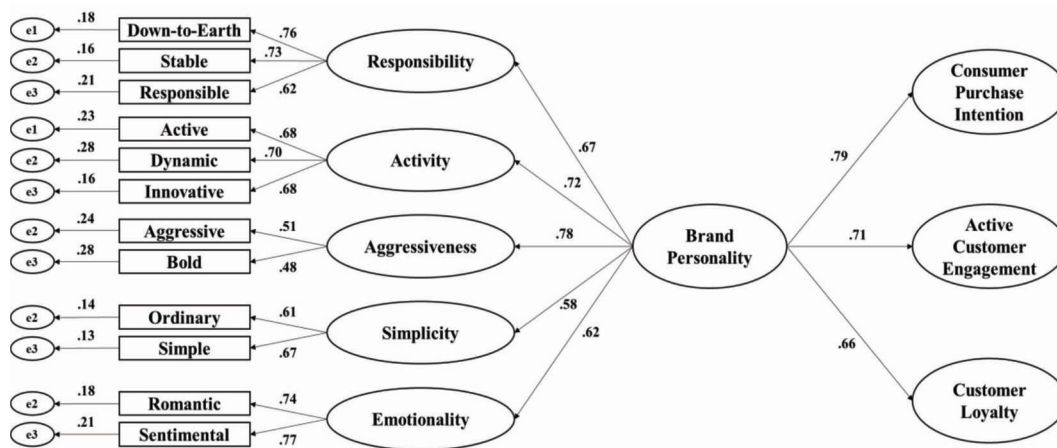 e1 .18 Down-to-Earth .76
e2 .16 Stable .73
e3 .21 Responsible .62
Responsibility
e1 .23 Active .68
e2 .28 Dynamic .70
e3 .16 Innovative .68
Activity
e2 .24 Aggressive .51
e3 .28 Bold .48
Aggressiveness
e2 .14 Ordinary .61
e3 .13 Simple .67
Simplicity
e2 .18 Romantic .74
e3 .21 Sentimental .77
Emotionality
.67
.72
.78
.58
.62
Brand
Personality
.79
.71
.66
Consumer
Purchase
Intention
Active
Customer
Engagement
Customer
Loyalty